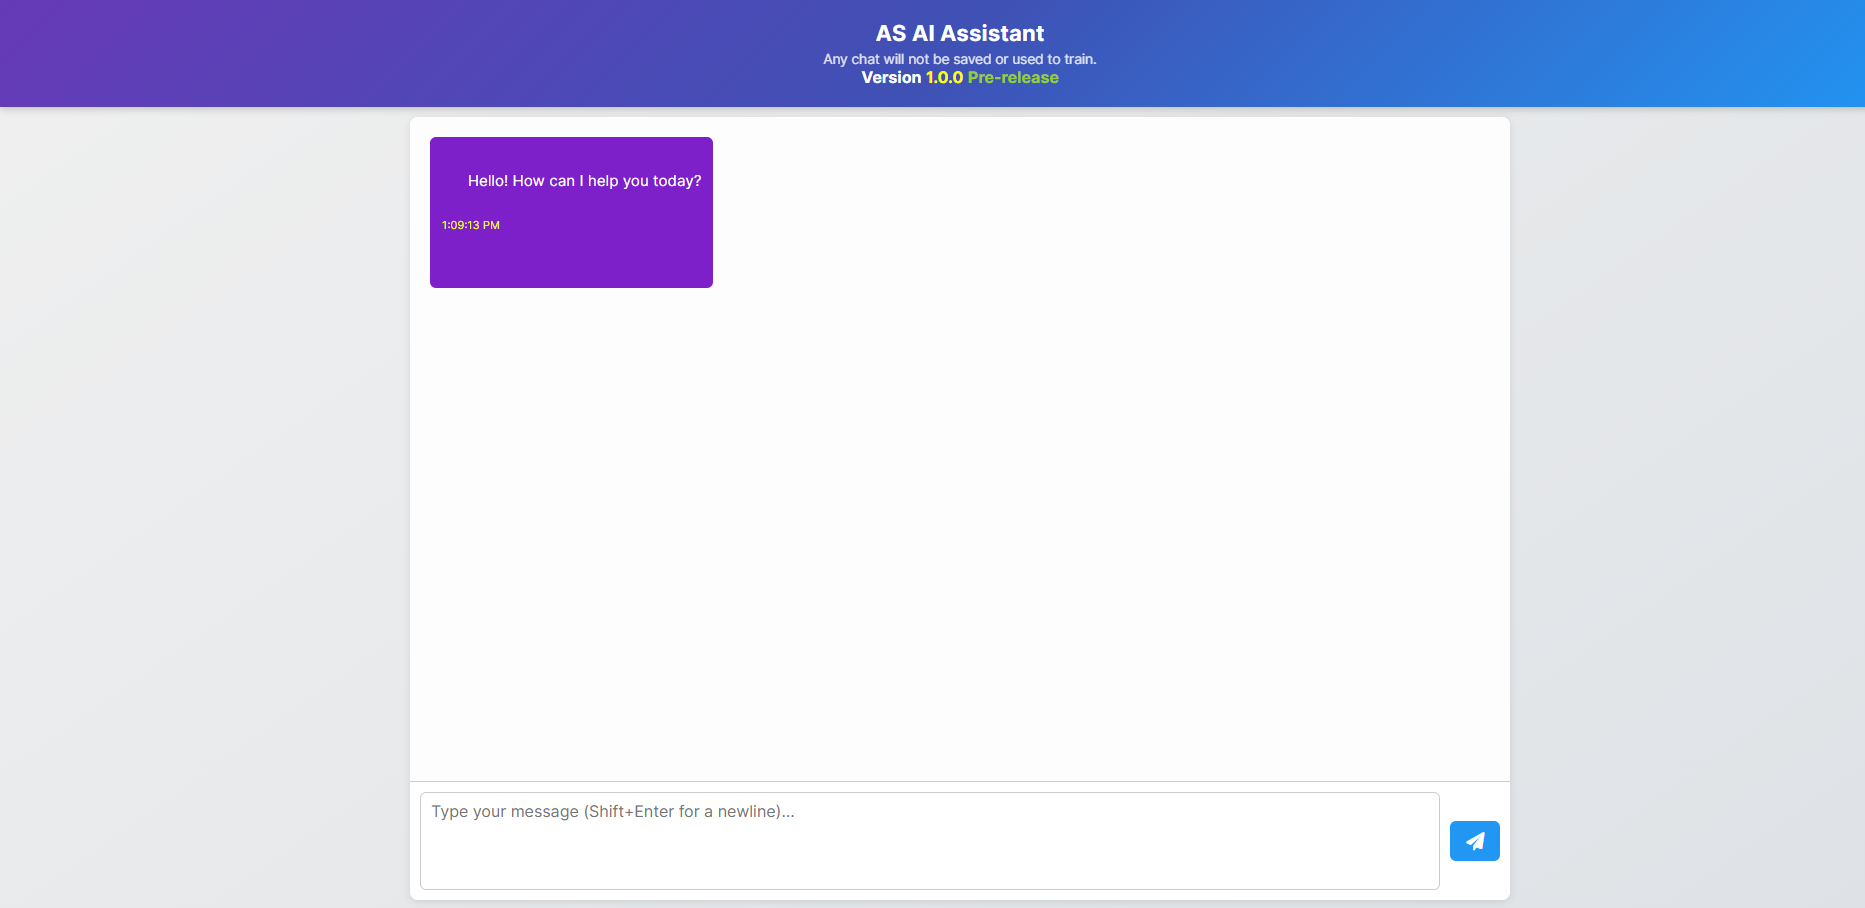 AS AI Assistant
Any chat will not be saved or used to train.
Version 1.0.0 Pre-release
Hello! How can I help you today?
1:09:13 PM
Type your message (Shift+Enter for a newline)...